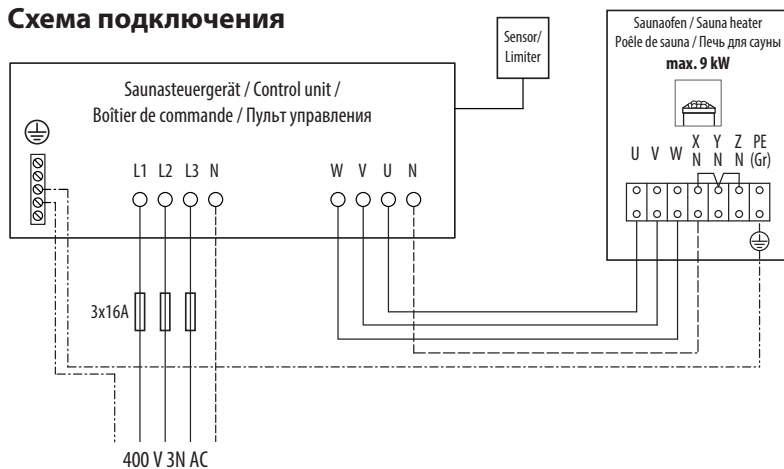 Схема подключения
Sensor/
Limiter
Saunasteuergerät / Control unit /
Boîtier de commande / Пульт управления
L1 L2 L3 N
W V U N
3x16A
400 V 3N AC
Saunaofen / Sauna heater
Poêle de sauna / Печь для сауны
max. 9 kW
X Y Z PE
U V W N N N (Gr)